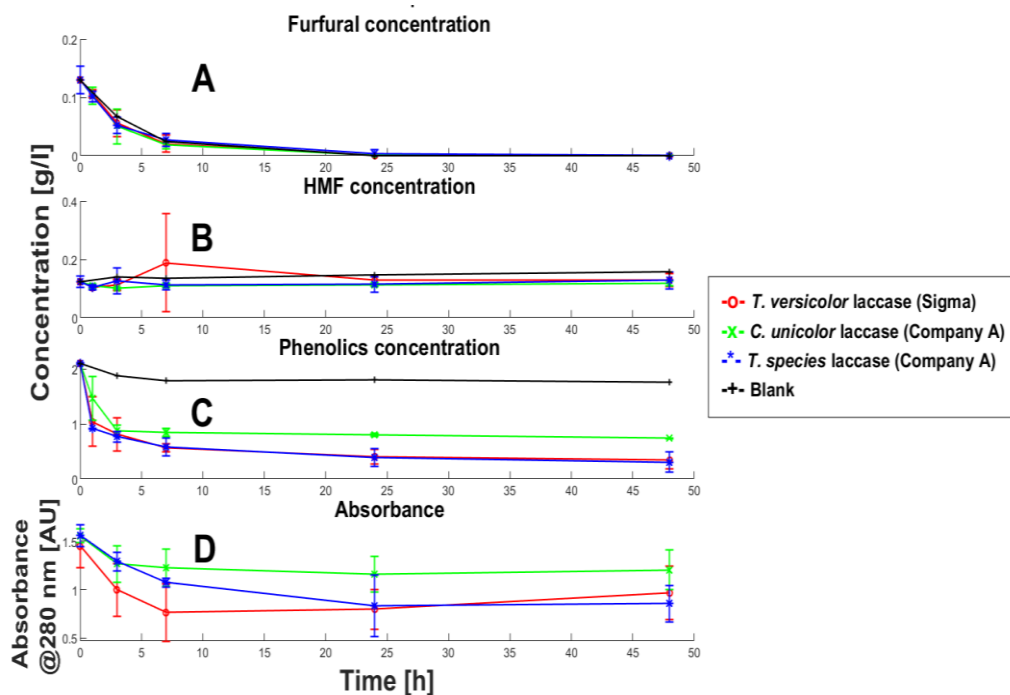 Furfural concentration
0.2
0.1
0
A
0 5 10 15 20 25 30 35 40 45 50
HMF concentration
0.4
0.2
0
B
0 5 10 15 20 25 30 35 40 45 50
Phenolics concentration
2
1
0
C
0 5 10 15 20 25 30 35 40 45 50
Absorbance
1.5
1
0.5
D
0 5 10 15 20 25 30 35 40 45 50
Time [h]
Concentration [g/l]
Absorbance
@280 nm [AU]
T. versicolor laccase (Sigma)
C. unicolor laccase (Company A)
T. species laccase (Company A)
Blank